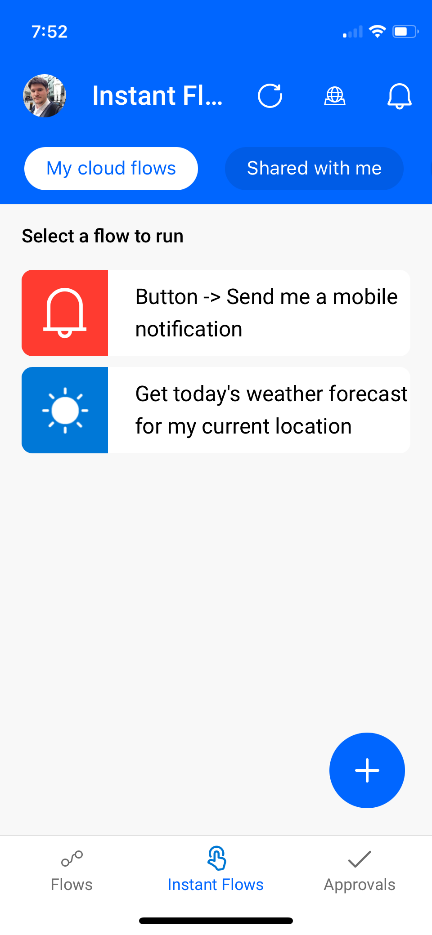 7:52
Instant Fl...
My cloud flows
Shared with me
Select a flow to run
Button -> Send me a mobile
notification
Get today's weather forecast
for my current location
Flows
Instant Flows
Approvals